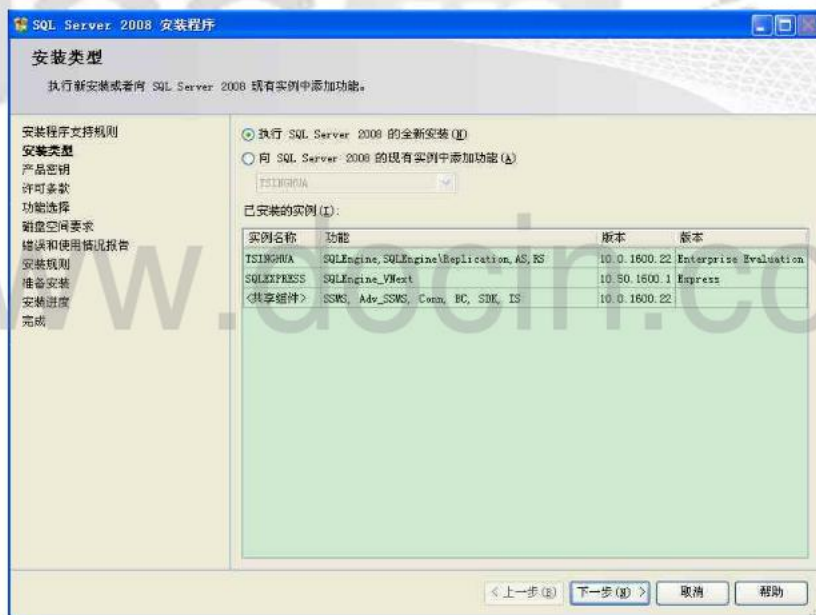 SQL Server 2008 安装程序
安装类型
执行新安装或者向 SQL Server 2008 现有实例中添加功能。
安装程序支持规则
安装类型
产品密钥
许可条款
功能选择
磁盘空间要求
错误和使用情况报告
安装规则
准备安装
安装进度
完成
执行 SQL Server 2008 的全新安装(N)
向 SQL Server 2008 的现有实例中添加功能(A)
TSINGHUA
已安装的实例(I):
实例名称 功能 版本 版本
TSINGHUA SQLEngine,SQLEngine\Replication,AS,RS 10.0.1600.22 Enterprise Evaluation
SQLEXPRESS SQLEngine_VNext 10.50.1600.1 Express
<共享组件> SSMS, Adv_SSMS, Conn, BC, SDK, IS 10.0.1600.22
www.docin.co
< 上一步(B) 下一步(N) > 取消 帮助